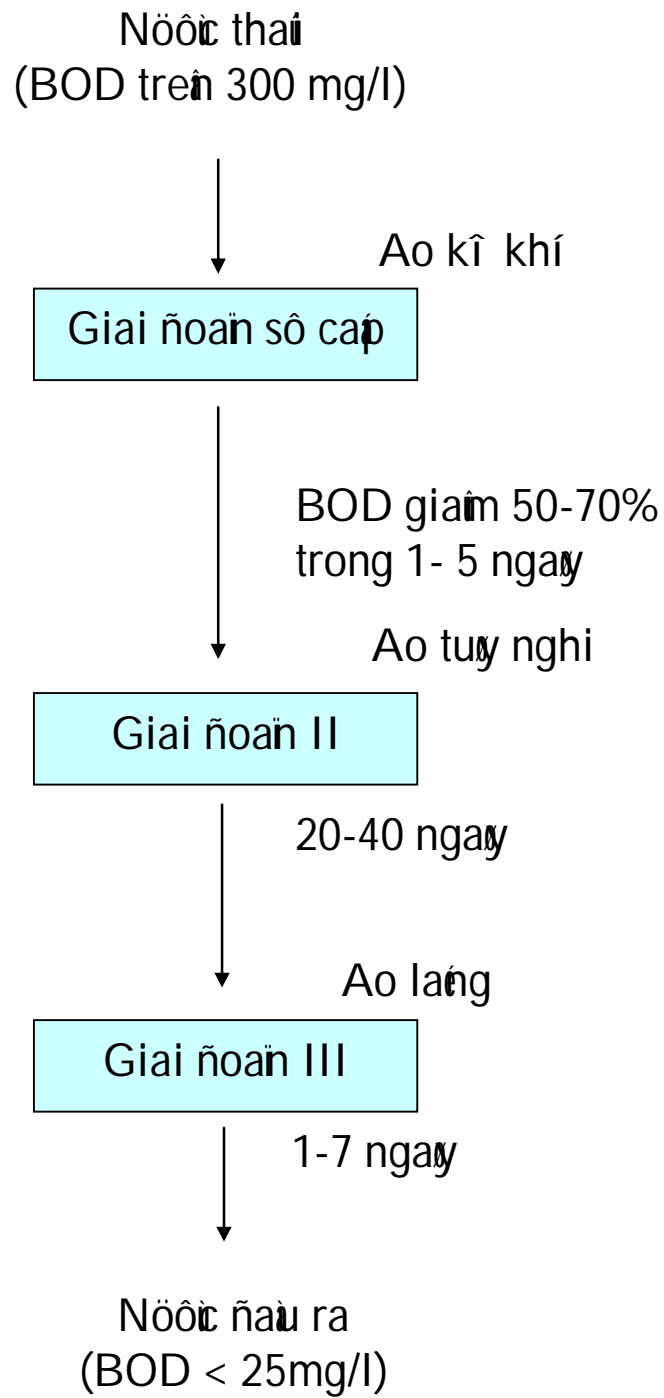 Nöôùc thaûi
(BOD treân 300 mg/l)
Ao kî khí
Giai ñoaïn sô caáp
BOD giaûm 50-70%
trong 1- 5 ngaøy
Ao tuøy nghi
Giai ñoaïn II
20-40 ngaøy
Ao laéng
Giai ñoaïn III
1-7 ngaøy
Nöôùc ñaàu ra
(BOD < 25mg/l)